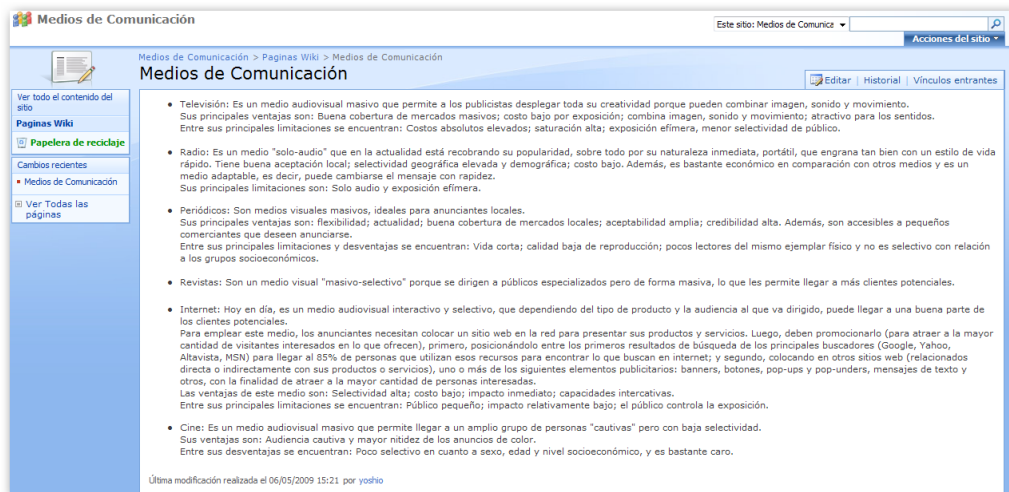 Medios de Comunicación
Este sitio: Medios de Comunica
Acciones del sitio
Medios de Comunicación > Paginas Wiki > Medios de Comunicación
Medios de Comunicación
Editar | Historial | Vínculos entrantes
Ver todo el contenido del
sitio
Paginas Wiki
Papelera de reciclaje
Cambios recientes
Medios de Comunicación
Ver Todas las
páginas
• Televisión: Es un medio audiovisual masivo que permite a los publicistas desplegar toda su creatividad porque pueden combinar imagen, sonido y movimiento.
Sus principales ventajas son: Buena cobertura de mercados masivos; costo bajo por exposición; combina imagen, sonido y movimiento; atractivo para los sentidos.
Entre sus principales limitaciones se encuentran: Costos absolutos elevados; saturación alta; exposición efímera, menor selectividad de público.
• Radio: Es un medio "solo-audio" que en la actualidad está recobrando su popularidad, sobre todo por su naturaleza inmediata, portátil, que engrana tan bien con un estilo de vida
rápido. Tiene buena aceptación local; selectividad geográfica elevada y demográfica; costo bajo. Además, es bastante económico en comparación con otros medios y es un
medio adaptable, es decir, puede cambiarse el mensaje con rapidez.
Sus principales limitaciones son: Solo audio y exposición efímera.
• Periódicos: Son medios visuales masivos, ideales para anunciantes locales.
Sus principales ventajas son: flexibilidad; actualidad; buena cobertura de mercados locales; aceptabilidad amplia; credibilidad alta. Además, son accesibles a pequeños
comerciantes que deseen anunciarse.
Entre sus principales limitaciones y desventajas se encuentran: Vida corta; calidad baja de reproducción; pocos lectores del mismo ejemplar físico y no es selectivo con relación
a los grupos socioeconómicos.
• Revistas: Son un medio visual "masivo-selectivo" porque se dirigen a públicos especializados pero de forma masiva, lo que les permite llegar a más clientes potenciales.
• Internet: Hoy en día, es un medio audiovisual interactivo y selectivo, que dependiendo del tipo de producto y la audiencia al que va dirigido, puede llegar a una buena parte de
los clientes potenciales.
Para emplear este medio, los anunciantes necesitan colocar un sitio web en la red para presentar sus productos y servicios. Luego, deben promocionarlo (para atraer a la mayor
cantidad de visitantes interesados en lo que ofrecen), primero, posicionándolo entre los primeros resultados de búsqueda de los principales buscadores (Google, Yahoo,
Altavista, MSN) para llegar al 85% de personas que utilizan esos recursos para encontrar lo que buscan en internet; y segundo, colocando en otros sitios web (relacionados
directa o indirectamente con sus productos o servicios), uno o más de los siguientes elementos publicitarios: banners, botones, pop-ups y pop-unders, mensajes de texto y
otros, con la finalidad de atraer a la mayor cantidad de personas interesadas.
Las ventajas de este medio son: Selectividad alta; costo bajo; impacto inmediato; capacidades intercativas.
Entre sus principales limitaciones se encuentran: Público pequeño; impacto relativamente bajo; el público controla la exposición.
• Cine: Es un medio audiovisual masivo que permite llegar a un amplio grupo de personas "cautivas" pero con baja selectividad.
Sus ventajas son: Audiencia cautiva y mayor nitidez de los anuncios de color.
Entre sus desventajas se encuentran: Poco selectivo en cuanto a sexo, edad y nivel socioeconómico, y es bastante caro.
Última modificación realizada el 06/05/2009 15:21 por yoshio